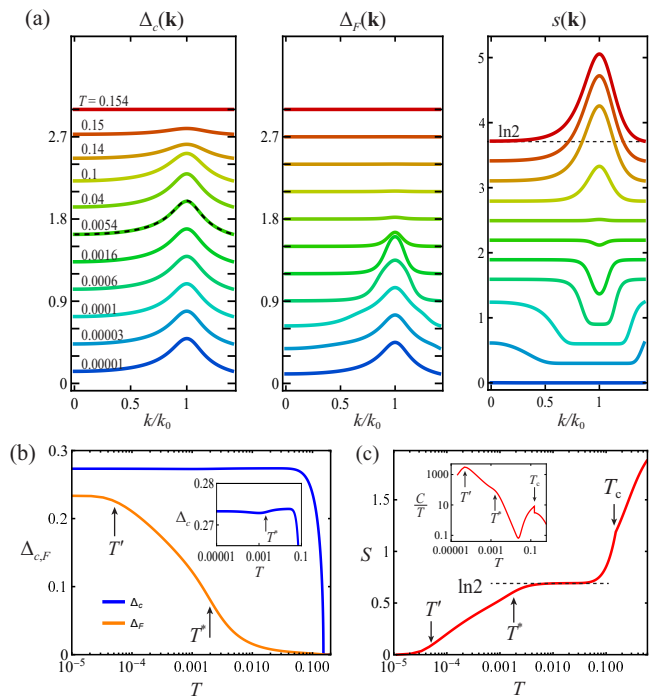 (a)
Δc(k)
ΔF(k)
s(k)
T = 0.154
0.15
0.14
0.1
0.04
0.0054
0.0016
0.0006
0.0001
0.00003
0.00001
2.7
1.8
0.9
0
0
0.5
1
k/k0
2.7
1.8
0.9
0
0
0.5
1
k/k0
ln2
5
4
3
2
1
0
0
0.5
1
k/k0
(b)
0.3
0.2
0.1
0
Δc,F
T′
T*
Δc
ΔF
0.28
0.27
Δc
T*
0.00001
0.001
0.1
T
10⁻⁵
10⁻⁴
0.001
0.010
0.100
T
(c)
1.5
1
0.5
0
S
ln2
T′
T*
Tc
1000
10
0.1
C/T
T′
T*
Tc
0.00001
0.001
0.1
T
10⁻⁵
10⁻⁴
0.001
0.010
0.100
T